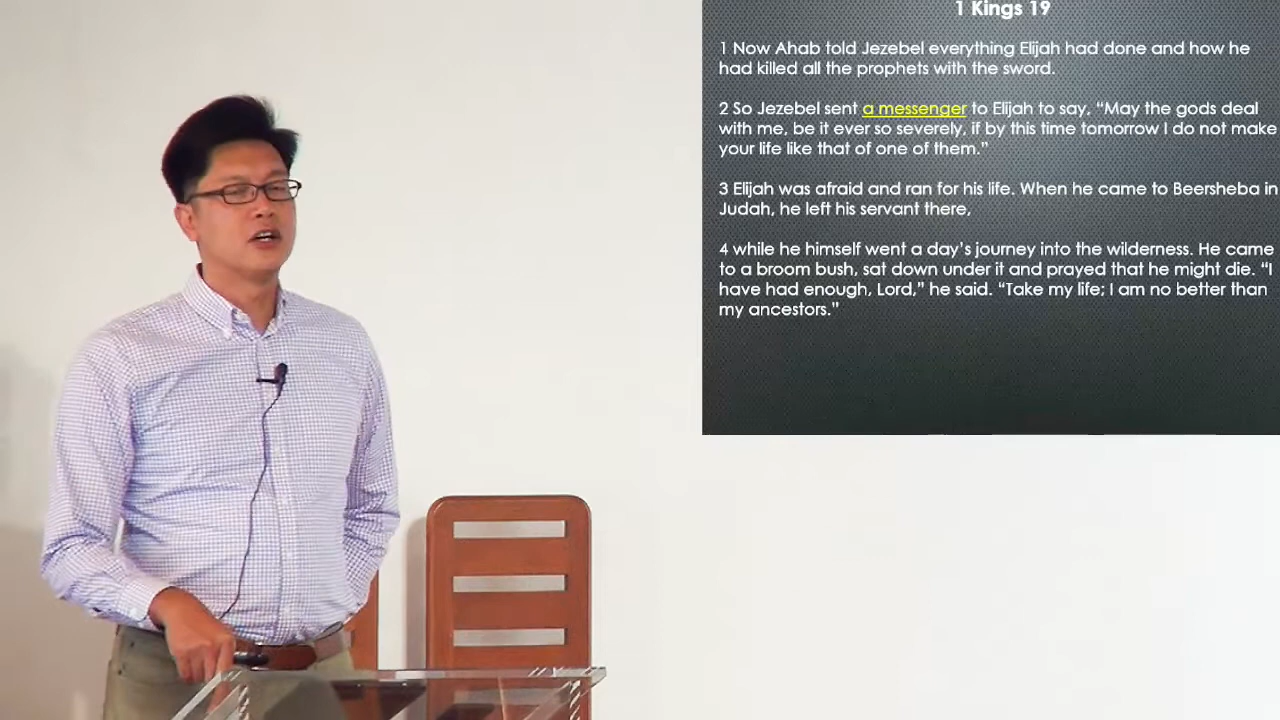 1 Kings 19
1 Now Ahab told Jezebel everything Elijah had done and how he
had killed all the prophets with the sword.
2 So Jezebel sent a messenger to Elijah to say, “May the gods deal
with me, be it ever so severely, if by this time tomorrow I do not make
your life like that of one of them.”
3 Elijah was afraid and ran for his life. When he came to Beersheba in
Judah, he left his servant there,
4 while he himself went a day’s journey into the wilderness. He came
to a broom bush, sat down under it and prayed that he might die. “I
have had enough, Lord,” he said. “Take my life; I am no better than
my ancestors.”